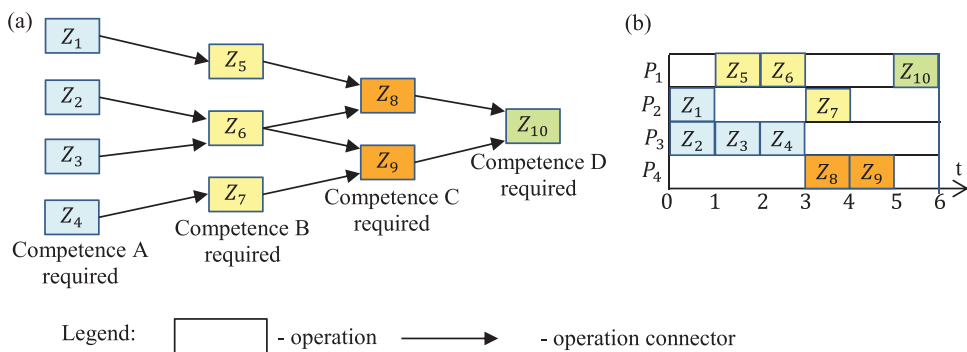 (a)
Z1
Z2
Z3
Z4
Competence A
required
Z5
Z6
Z7
Competence B
required
Z8
Z9
Competence C
required
Z10
Competence D
required
(b)
P1 Z5 Z6 Z10
P2 Z1 Z7
P3 Z2 Z3 Z4
P4 Z8 Z9
t
0 1 2 3 4 5 6
Legend: - operation - operation connector